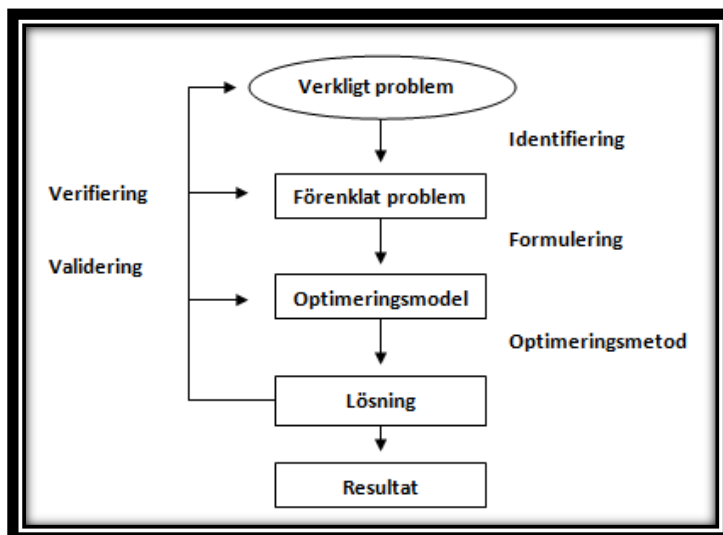 Verkligt problem
Identifiering
Verifiering
Förenklat problem
Formulering
Validering
Optimeringsmodel
Optimeringsmetod
Lösning
Resultat